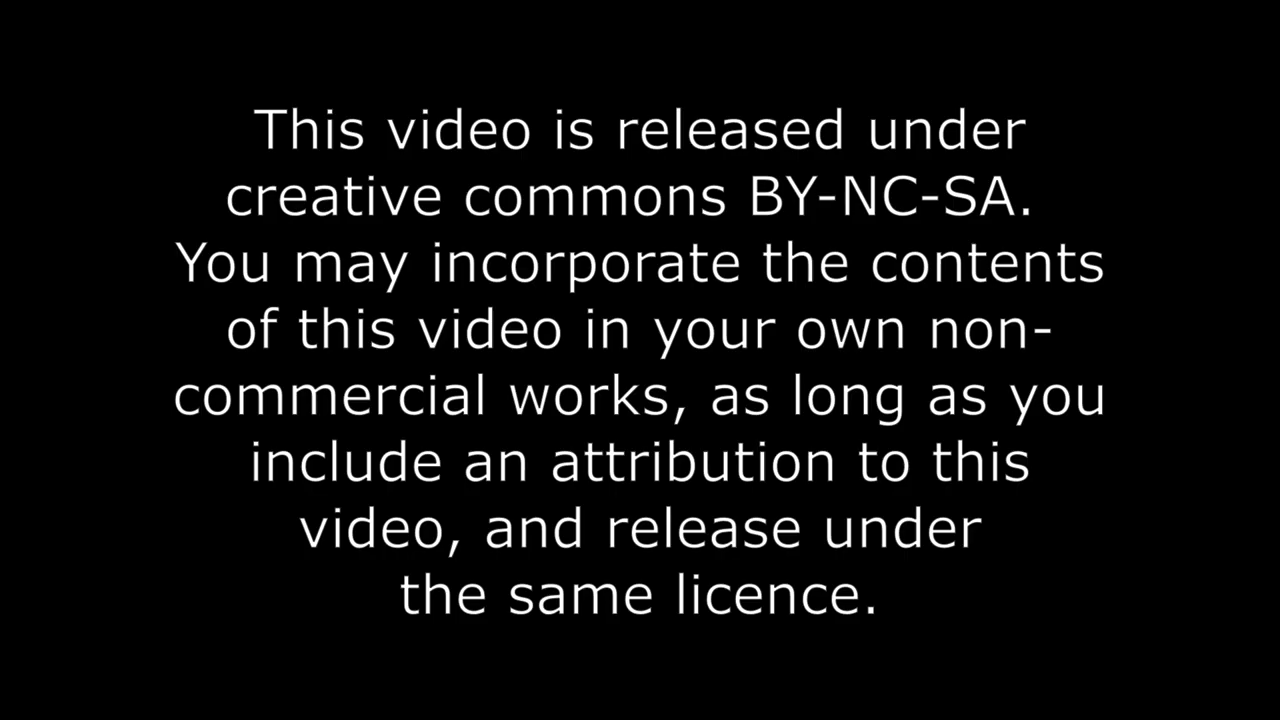 This video is released under
creative commons BY-NC-SA.
You may incorporate the contents
of this video in your own non-
commercial works, as long as you
include an attribution to this
video, and release under
the same licence.